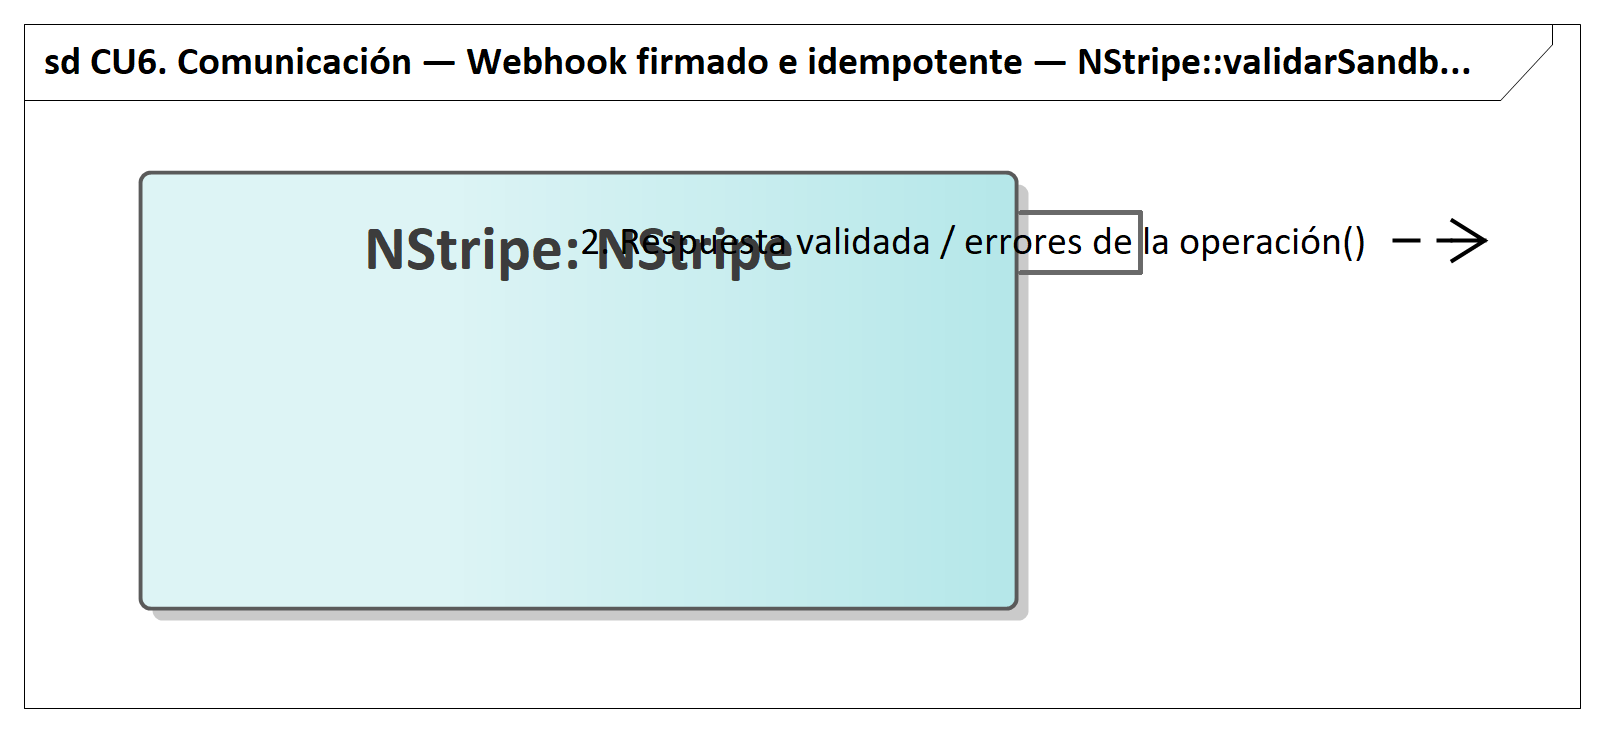 sd CU6. Comunicación — Webhook firmado e idempotente — NStripe::validarSandb...
NStripe: NStripe
2. Respuesta validada / errores de la operación()